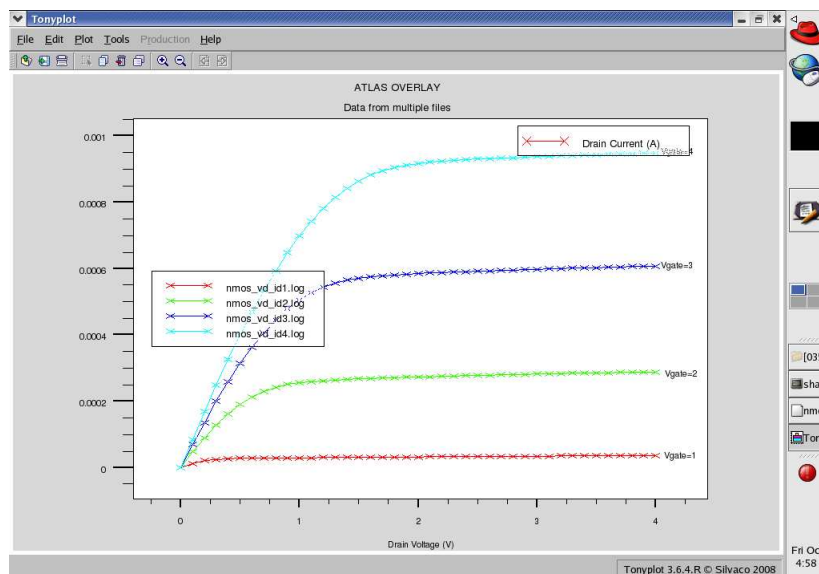 Tonyplot
File Edit Plot Tools Production Help
ATLAS OVERLAY
Data from multiple files
Drain Current (A)
Vgate=4
Vgate=3
Vgate=2
Vgate=1
nmos_vd_id1.log
nmos_vd_id2.log
nmos_vd_id3.log
nmos_vd_id4.log
0.001
0.0008
0.0006
0.0004
0.0002
0
0 1 2 3 4
Drain Voltage (V)
Tonyplot 3.6.4.R © Silvaco 2008
[03
sha
Tor
Fri Oc
4:58